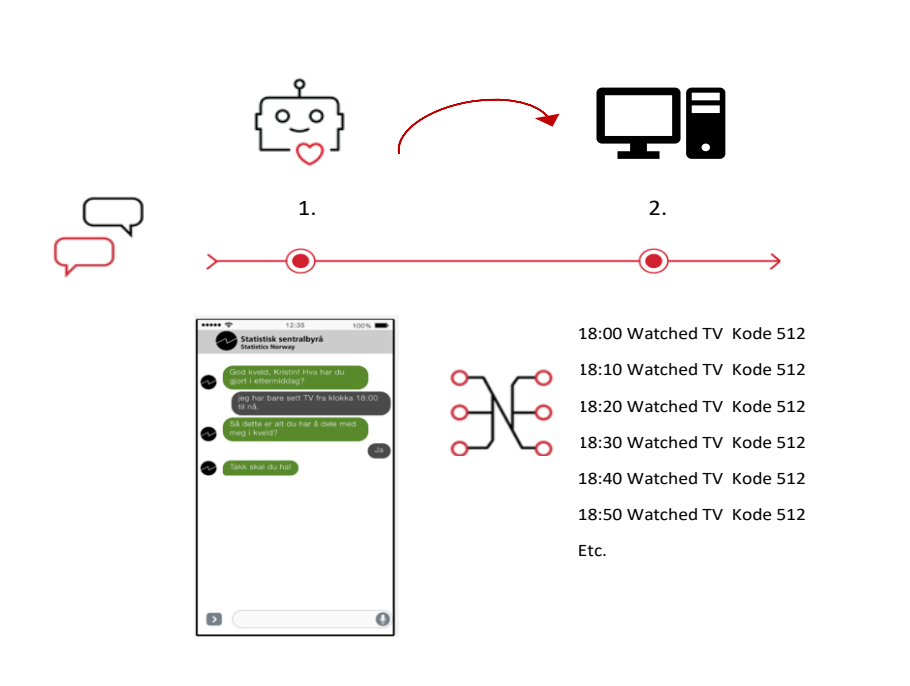 1.
2.
12:35
100%
Statistisk sentralbyrå
Statistics Norway
God kveld, Kristin! Hva har du
gjort i ettermiddag?
jeg har bare sett TV fra klokka 18:00
til nå.
Så dette er alt du har å dele med
meg i kveld?
Ja
Takk skal du ha!
18:00 Watched TV Kode 512
18:10 Watched TV Kode 512
18:20 Watched TV Kode 512
18:30 Watched TV Kode 512
18:40 Watched TV Kode 512
18:50 Watched TV Kode 512
Etc.